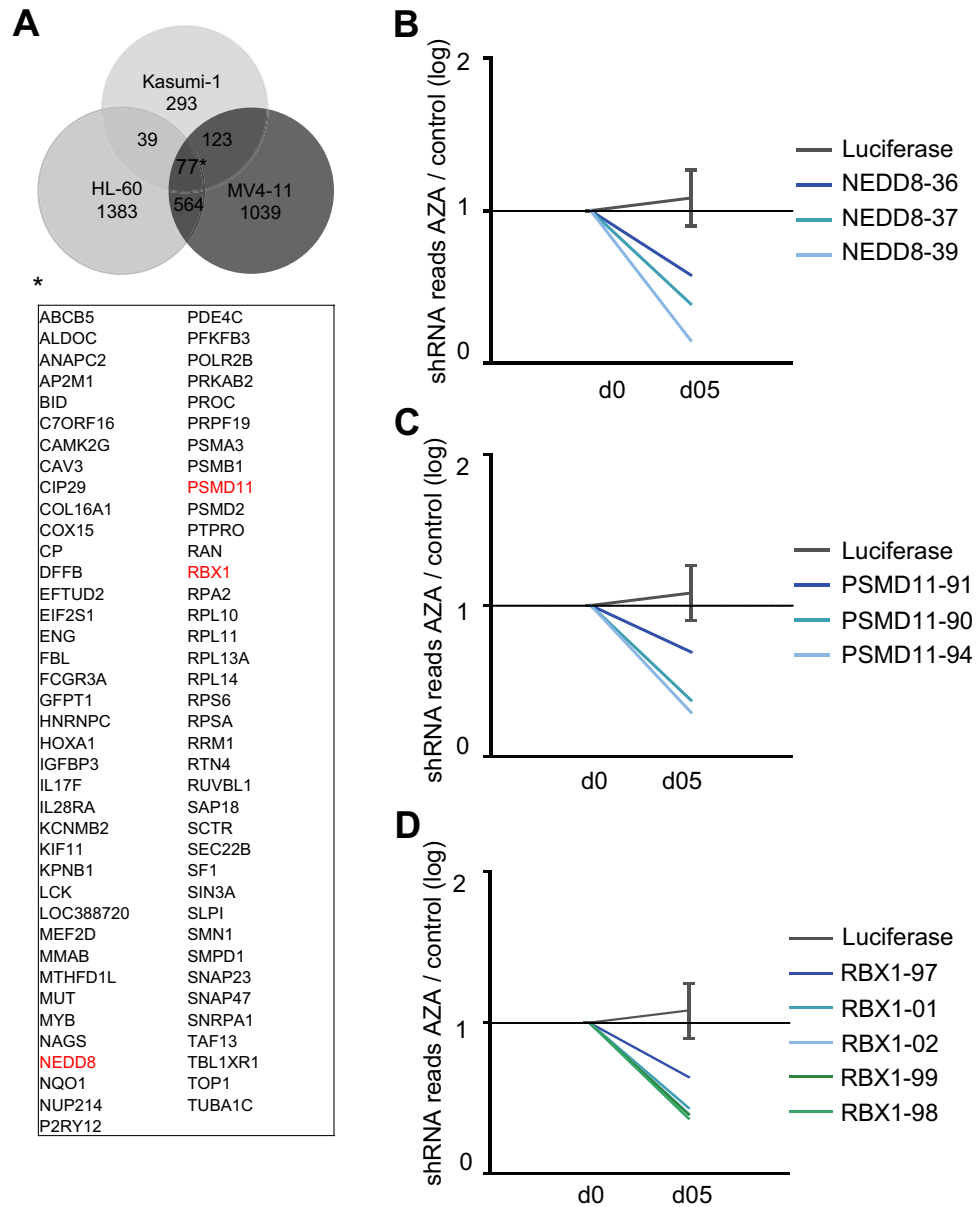 A
Kasumi-1
293
39
123
77*
HL-60
1383
564
MV4-11
1039
*
ABCB5
ALDOC
ANAPC2
AP2M1
BID
C7ORF16
CAMK2G
CAV3
CIP29
COL16A1
COX15
CP
DFFB
EFTUD2
EIF2S1
ENG
FBL
FCGR3A
GFPT1
HNRNPC
HOXA1
IGFBP3
IL17F
IL28RA
KCNMB2
KIF11
KPNB1
LCK
LOC388720
MEF2D
MMAB
MTHFD1L
MUT
MYB
NAGS
NEDD8
NQO1
NUP214
P2RY12
PDE4C
PFKFB3
POLR2B
PRKAB2
PROC
PRPF19
PSMA3
PSMB1
PSMD11
PSMD2
PTPRO
RAN
RBX1
RPA2
RPL10
RPL11
RPL13A
RPL14
RPS6
RPSA
RRM1
RTN4
RUVBL1
SAP18
SCTR
SEC22B
SF1
SIN3A
SLPI
SMN1
SMPD1
SNAP23
SNAP47
SNRPA1
TAF13
TBL1XR1
TOP1
TUBA1C
B
shRNA reads AZA / control (log)
2
1
0
d0
d05
Luciferase
NEDD8-36
NEDD8-37
NEDD8-39
C
shRNA reads AZA / control (log)
2
1
0
d0
d05
Luciferase
PSMD11-91
PSMD11-90
PSMD11-94
D
shRNA reads AZA / control (log)
2
1
0
d0
d05
Luciferase
RBX1-97
RBX1-01
RBX1-02
RBX1-99
RBX1-98